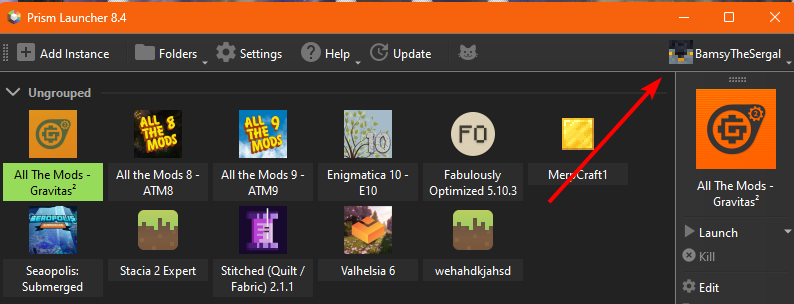 Prism Launcher 8.4
Add Instance Folders Settings Help Update BamsyTheSergal
Ungrouped
ALL THE MODS 8
ALL THE MODS 9
10
FO
All The Mods - Gravitas²
All the Mods 8 - ATM8
All the Mods 9 - ATM9
Enigmatica 10 - E10
Fabulously Optimized 5.10.3
MerpCraft1
All The Mods - Gravitas²
SEAOPOLIS
Seaopolis: Submerged
Stacia 2 Expert
Stitched (Quilt / Fabric) 2.1.1
Valhelsia 6
wehahdkjahsd
Launch
Kill
Edit